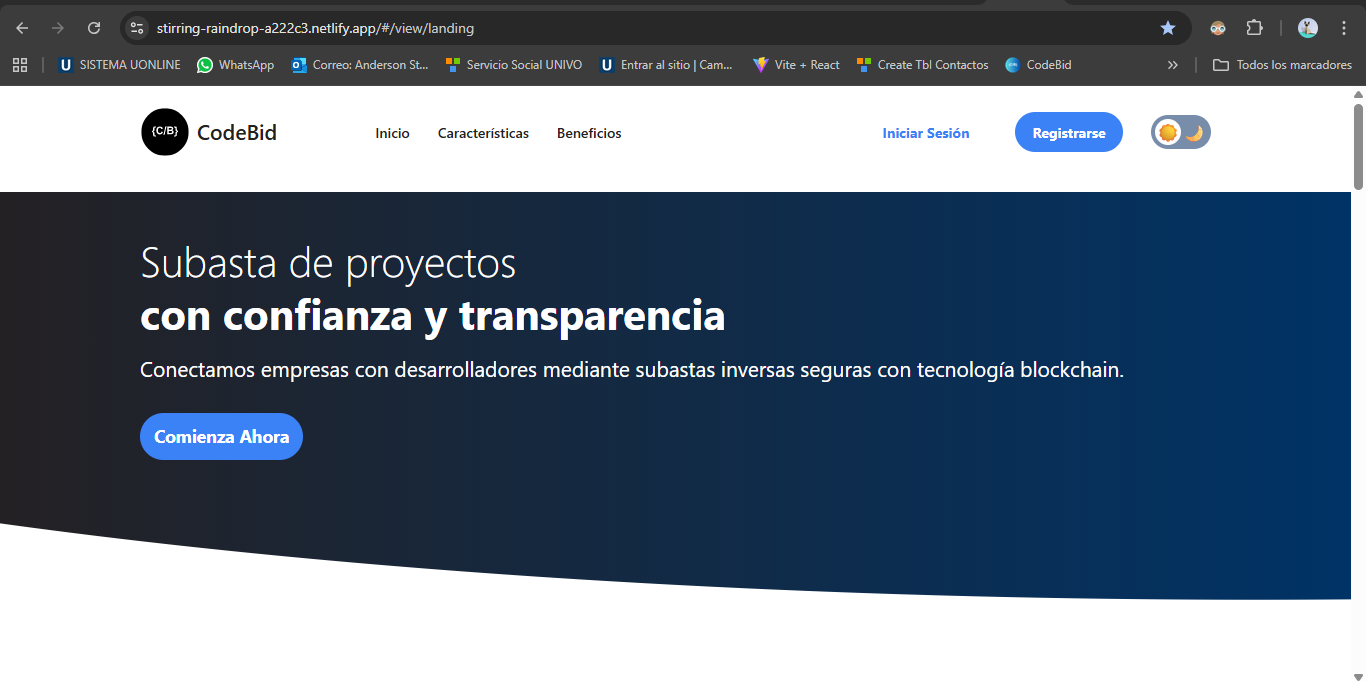 stirring-raindrop-a222c3.netlify.app/#/view/landing
U SISTEMA UONLINE WhatsApp Correo: Anderson St... Servicio Social UNIVO U Entrar al sitio | Cam... Vite + React Create Tbl Contactos CodeBid » Todos los marcadores
{C/B} CodeBid Inicio Características Beneficios Iniciar Sesión Registrarse
Subasta de proyectos
con confianza y transparencia
Conectamos empresas con desarrolladores mediante subastas inversas seguras con tecnología blockchain.
Comienza Ahora